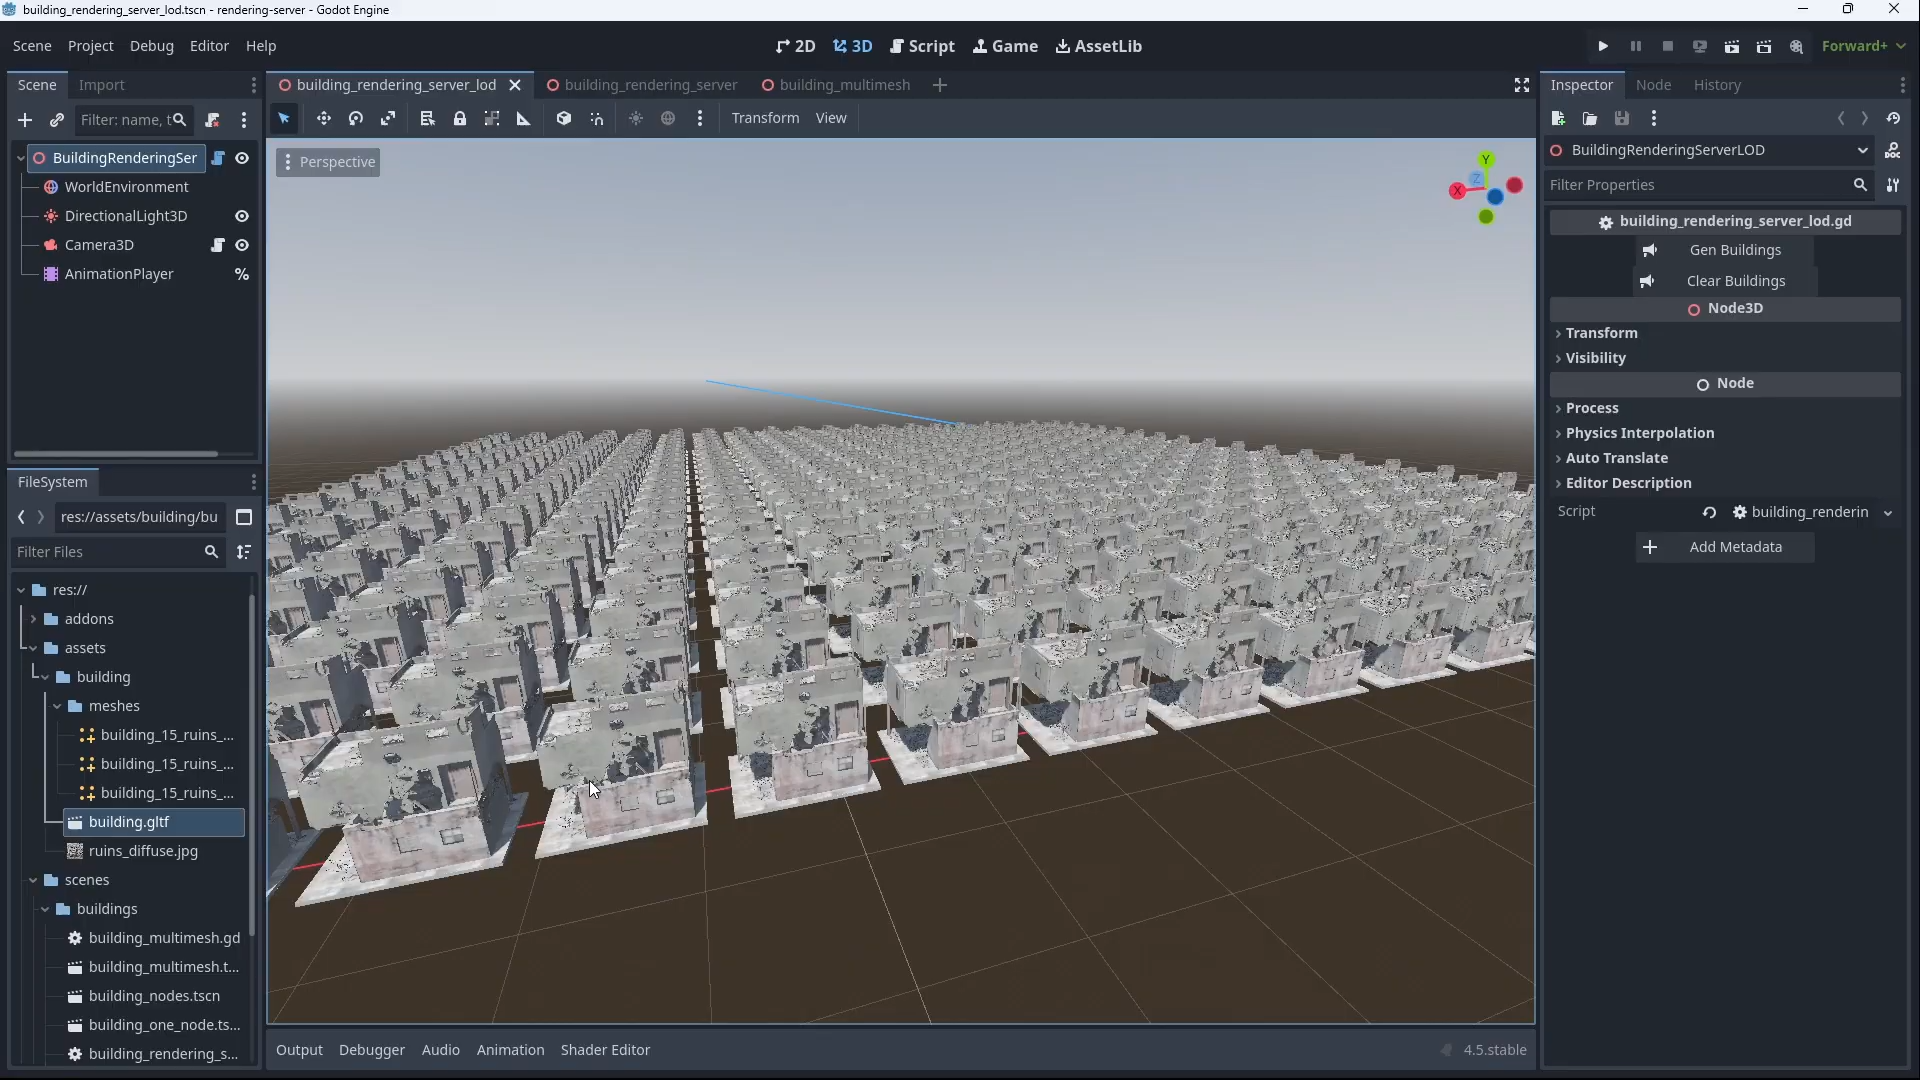 building_rendering_server_lod.tscn - rendering-server - Godot Engine
Scene Project Debug Editor Help
2D 3D Script Game AssetLib
Forward+
Scene Import
building_rendering_server_lod building_rendering_server building_multimesh
Inspector Node History
Filter: name, t
Transform View
BuildingRenderingSer
WorldEnvironment
DirectionalLight3D
Camera3D
AnimationPlayer
Perspective
Y
X
Z
BuildingRenderingServerLOD
DOC
Filter Properties
building_rendering_server_lod.gd
Gen Buildings
Clear Buildings
Node3D
Transform
Visibility
Node
Process
Physics Interpolation
Auto Translate
Editor Description
Script building_renderin
Add Metadata
FileSystem
res://assets/building/bu
Filter Files
res://
addons
assets
building
meshes
building_15_ruins_...
building_15_ruins_...
building_15_ruins_...
building.gltf
ruins_diffuse.jpg
scenes
buildings
building_multimesh.gd
building_multimesh.t...
building_nodes.tscn
building_one_node.ts...
building_rendering_s...
Output Debugger Audio Animation Shader Editor
4.5.stable